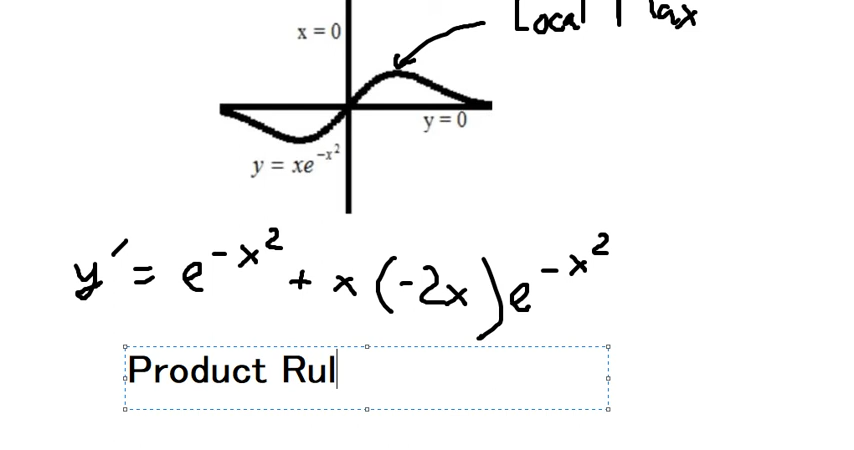 Local Max
x = 0
y = 0
y = xe^{-x^2}
y' = e^{-x^2} + x(-2x)e^{-x^2}
Product Rul